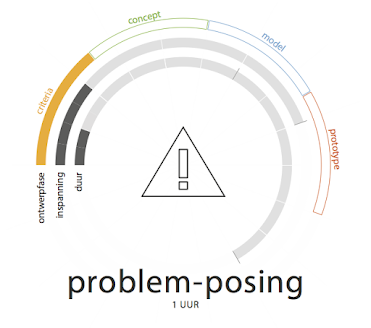 concept
model
criteria
prototype
ontwerpfase
inspanning
duur
problem-posing
1 UUR